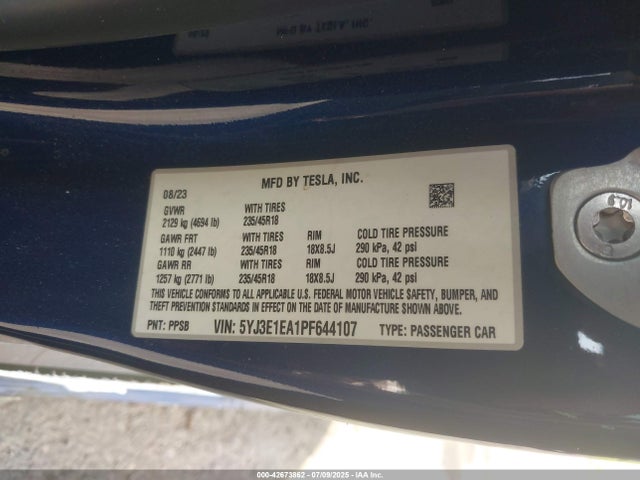 MFD BY TESLA, INC.
08/23
GVWR WITH TIRES
2129 kg (4694 lb) 235/45R18
GAWR FRT WITH TIRES RIM COLD TIRE PRESSURE
1110 kg (2447 lb) 235/45R18 18X8.5J 290 kPa, 42 psi
GAWR RR WITH TIRES RIM COLD TIRE PRESSURE
1257 kg (2771 lb) 235/45R18 18X8.5J 290 kPa, 42 psi
THIS VEHICLE CONFORMS TO ALL APPLICABLE U.S. FEDERAL MOTOR VEHICLE SAFETY, BUMPER, AND
THEFT PREVENTION STANDARDS IN EFFECT ON THE DATE OF MANUFACTURE SHOWN ABOVE.
PNT: PPSB VIN: 5YJ3E1EA1PF644107 TYPE: PASSENGER CAR
10.9
© 000-42673862 - 07/09/2025 - IAA Inc.